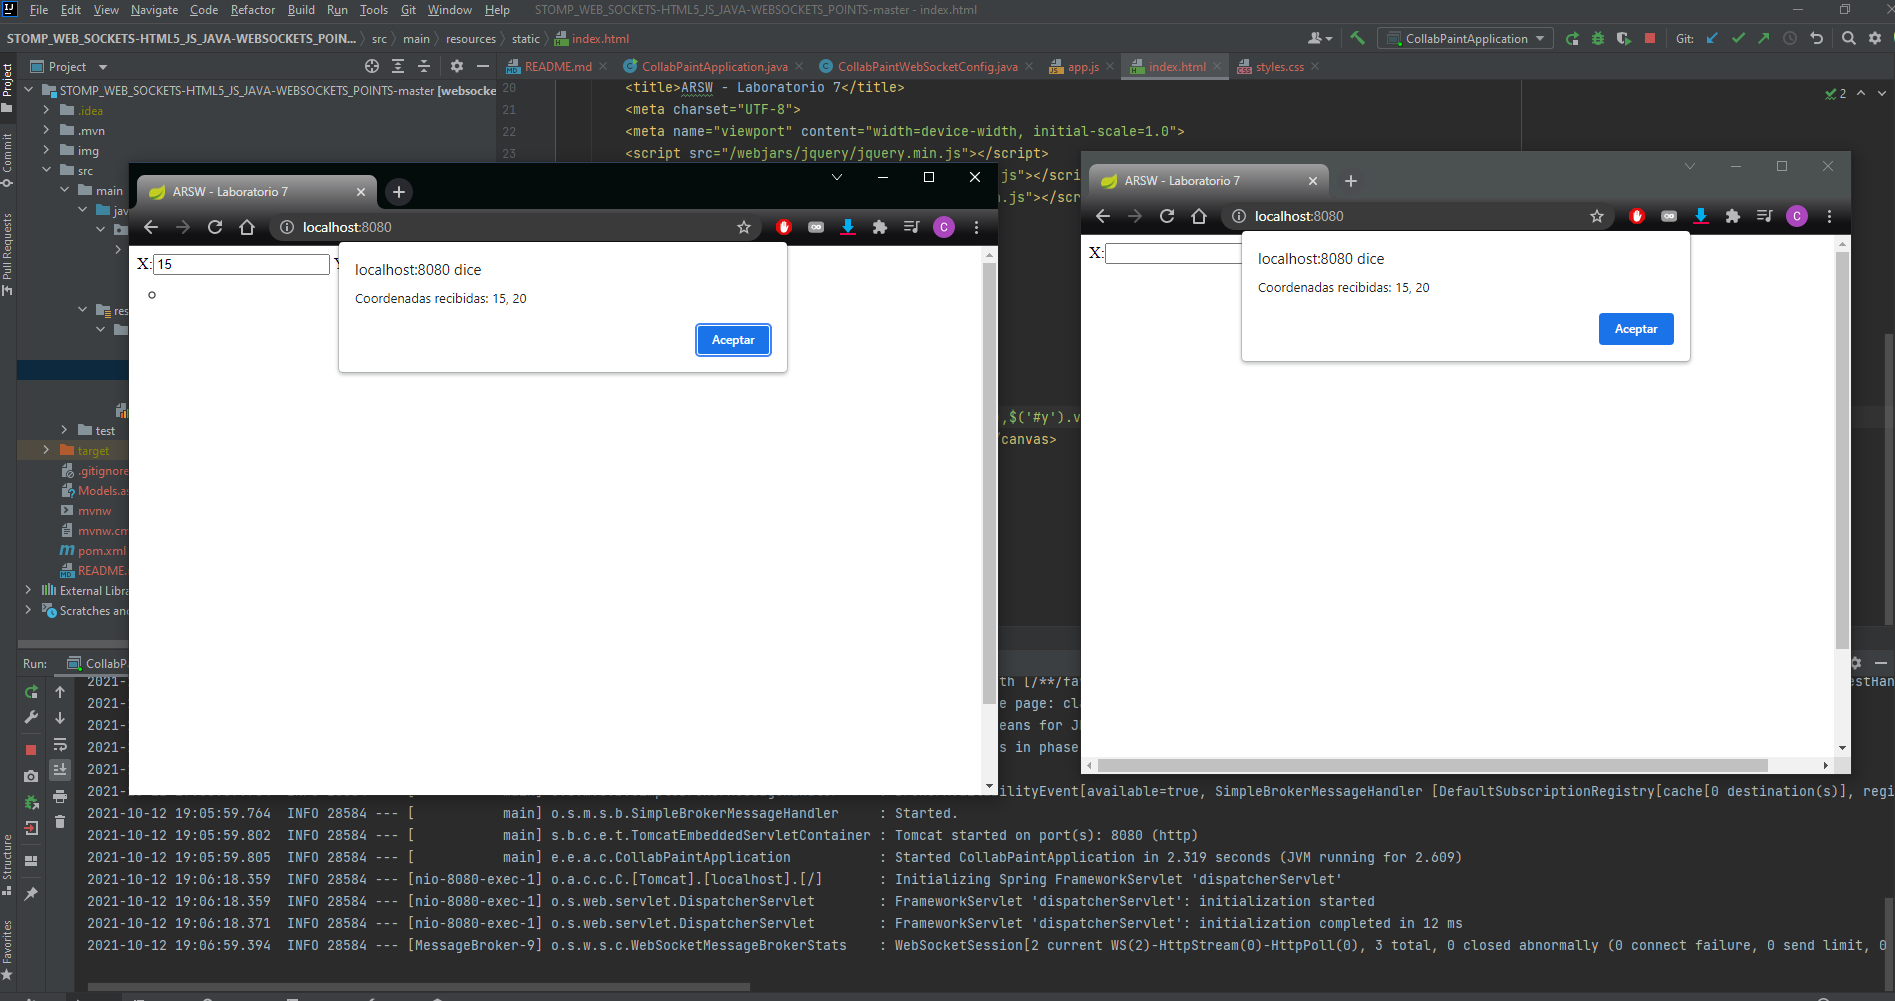 File Edit View Navigate Code Refactor Build Run Tools Git Window Help STOMP_WEB_SOCKETS-HTML5_JS_JAVA-WEBSOCKETS_POINTS-master - index.html
STOMP_WEB_SOCKETS-HTML5_JS_JAVA-WEBSOCKETS_POIN... src main resources static index.html
CollabPaintApplication Git:
Project
README.md CollabPaintApplication.java CollabPaintWebSocketConfig.java app.js index.html styles.css
STOMP_WEB_SOCKETS-HTML5_JS_JAVA-WEBSOCKETS_POINTS-master [websocke
.idea
.mvn
img
src
main
jav
res
test
target
.gitignore
Models.as
mvnw
mvnw.cm
pom.xml
README.
External Libra
Scratches and
Project
Commit
Pull Requests
Structure
Favorites
20 <title>ARSW - Laboratorio 7</title>
21 <meta charset="UTF-8">
22 <meta name="viewport" content="width=device-width, initial-scale=1.0">
23 <script src="/webjars/jquery/jquery.min.js"></script>
js"></scri
.js"></scr
,$('#y').v
canvas>
2
ARSW - Laboratorio 7
localhost:8080
C
X: 15
localhost:8080 dice
Coordenadas recibidas: 15, 20
Aceptar
ARSW - Laboratorio 7
localhost:8080
C
X:
localhost:8080 dice
Coordenadas recibidas: 15, 20
Aceptar
Run: CollabP
2021- th [/**/fa estHan
2021- e page: cl
2021- eans for J
2021- s in phase
2021-
2021- ilityEvent[available=true, SimpleBrokerMessageHandler [DefaultSubscriptionRegistry[cache[0 destination(s)], regi
2021-10-12 19:05:59.764 INFO 28584 --- [ main] o.s.m.s.b.SimpleBrokerMessageHandler : Started.
2021-10-12 19:05:59.802 INFO 28584 --- [ main] s.b.c.e.t.TomcatEmbeddedServletContainer : Tomcat started on port(s): 8080 (http)
2021-10-12 19:05:59.805 INFO 28584 --- [ main] e.e.a.c.CollabPaintApplication : Started CollabPaintApplication in 2.319 seconds (JVM running for 2.609)
2021-10-12 19:06:18.359 INFO 28584 --- [nio-8080-exec-1] o.a.c.c.C.[Tomcat].[localhost].[/] : Initializing Spring FrameworkServlet 'dispatcherServlet'
2021-10-12 19:06:18.359 INFO 28584 --- [nio-8080-exec-1] o.s.web.servlet.DispatcherServlet : FrameworkServlet 'dispatcherServlet': initialization started
2021-10-12 19:06:18.371 INFO 28584 --- [nio-8080-exec-1] o.s.web.servlet.DispatcherServlet : FrameworkServlet 'dispatcherServlet': initialization completed in 12 ms
2021-10-12 19:06:59.394 INFO 28584 --- [MessageBroker-9] o.s.w.s.c.WebSocketMessageBrokerStats : WebSocketSession[2 current WS(2)-HttpStream(0)-HttpPoll(0), 3 total, 0 closed abnormally (0 connect failure, 0 send limit, 0